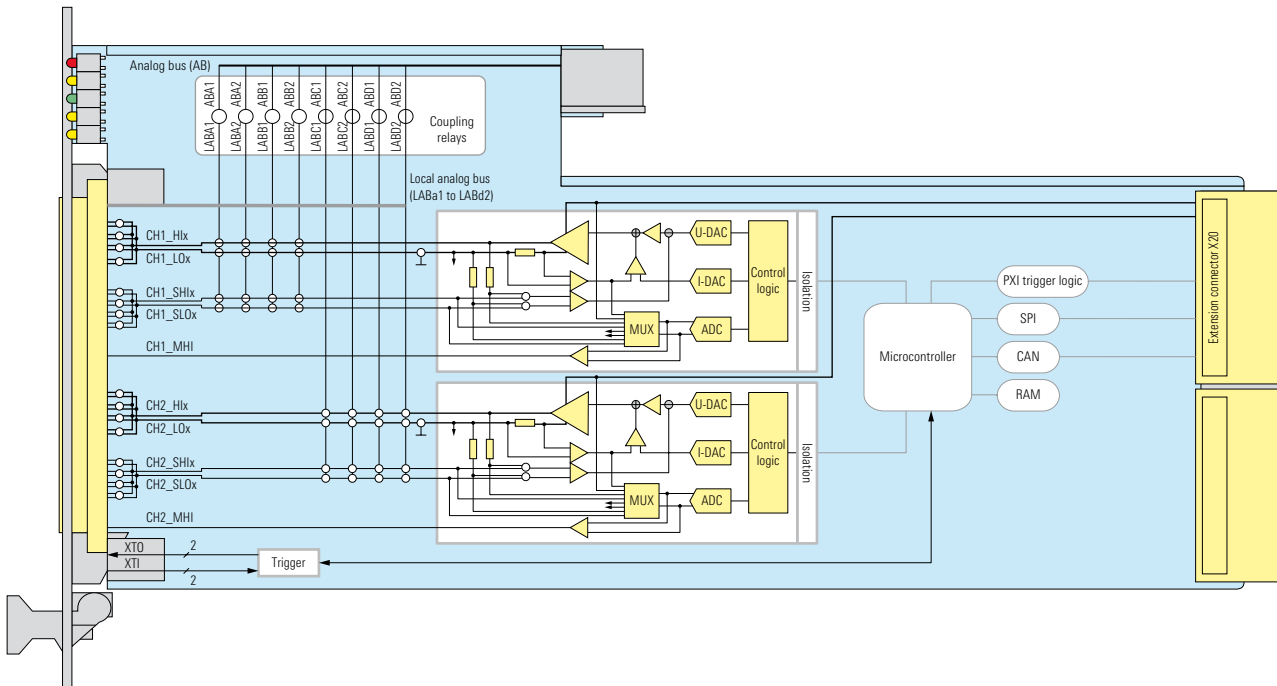 Analog bus (AB)
ABA1
ABA2
ABB1
ABB2
ABC1
ABC2
ABD1
ABD2
LABA1
LABA2
LABB1
LABB2
LABC1
LABC2
LABD1
LABD2
Coupling
relays
Local analog bus
(LABa1 to LABd2)
CH1_HIx
CH1_LOx
CH1_SHIx
CH1_SLOx
CH1_MHI
U-DAC
I-DAC
ADC
MUX
Control
logic
Isolation
CH2_HIx
CH2_LOx
CH2_SHIx
CH2_SLOx
CH2_MHI
U-DAC
I-DAC
ADC
MUX
Control
logic
Isolation
Microcontroller
PXI trigger logic
SPI
CAN
RAM
Extension connector X20
XTO
2
XTI
2
Trigger